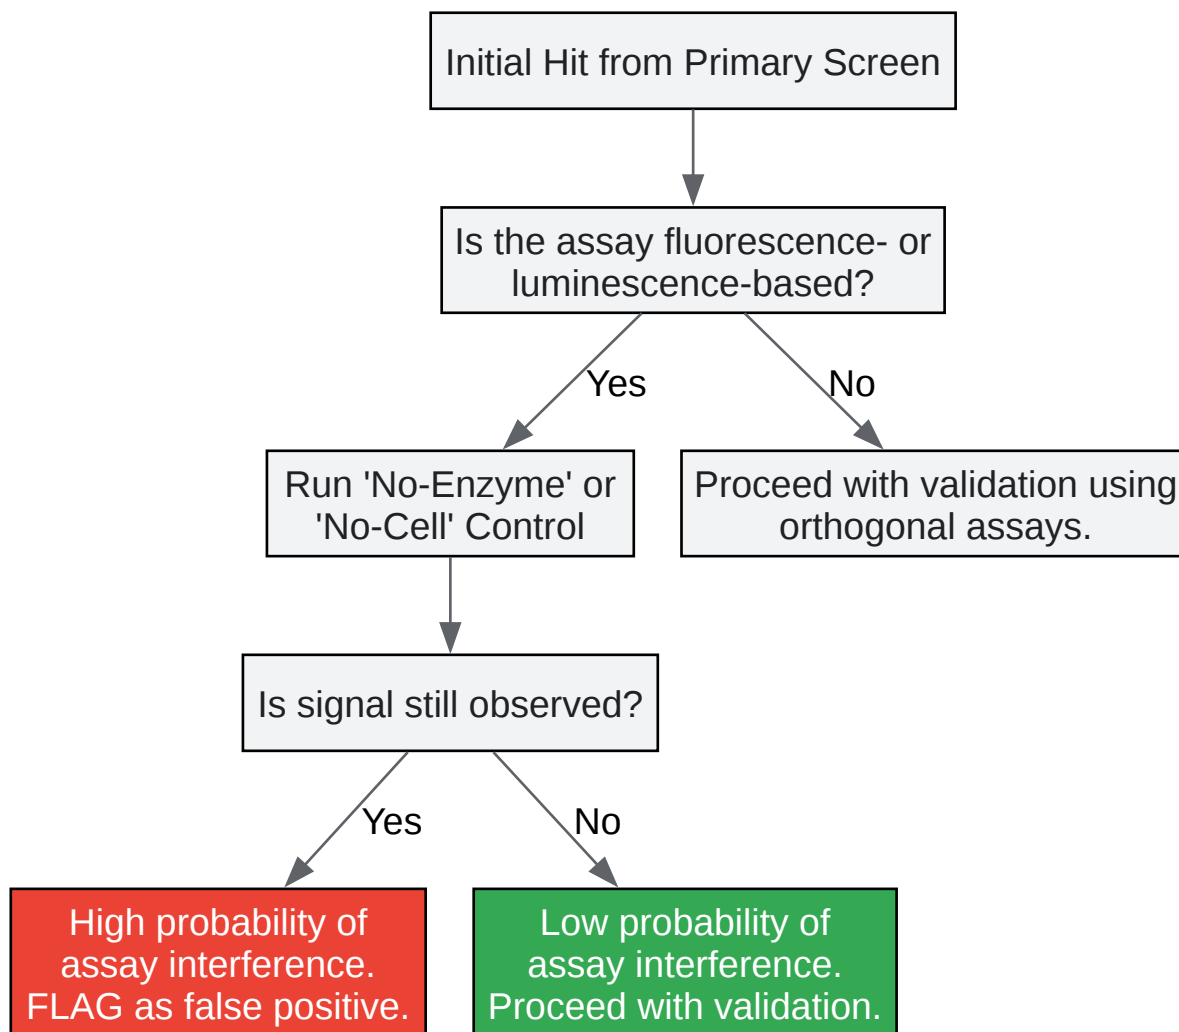 Initial Hit from Primary Screen
Is the assay fluorescence- or
luminescence-based?
Yes
No
Run 'No-Enzyme' or
'No-Cell' Control
Proceed with validation using
orthogonal assays.
Is signal still observed?
Yes
No
High probability of
assay interference.
FLAG as false positive.
Low probability of
assay interference.
Proceed with validation.